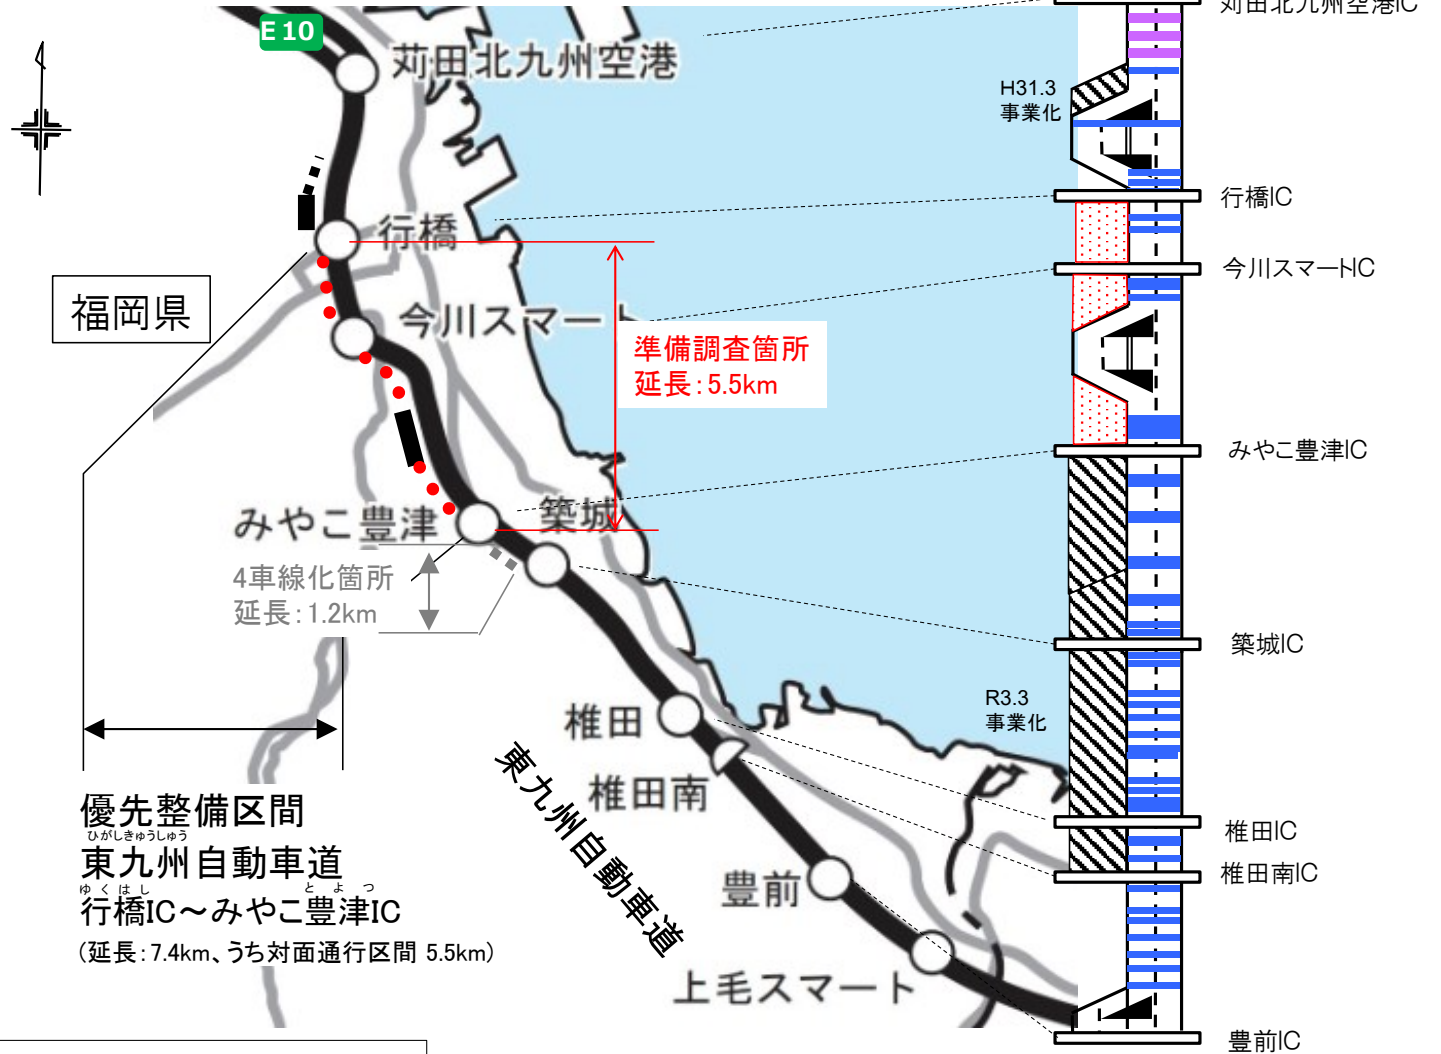 E10
苅田北九州空港
行橋
今川スマート
福岡県
準備調査箇所
延長：5.5km
みやこ豊津
築城
4車線化箇所
延長：1.2km
椎田
椎田南
東九州自動車道
豊前
上毛スマート
優先整備区間
ひがしきゅうしゅう
東九州自動車道
ゆくはし とよつ
行橋IC～みやこ豊津IC
（延長：7.4km、うち対面通行区間 5.5km）
苅田北九州空港IC
H31.3
事業化
行橋IC
今川スマートIC
みやこ豊津IC
築城IC
R3.3
事業化
椎田IC
椎田南IC
豊前IC